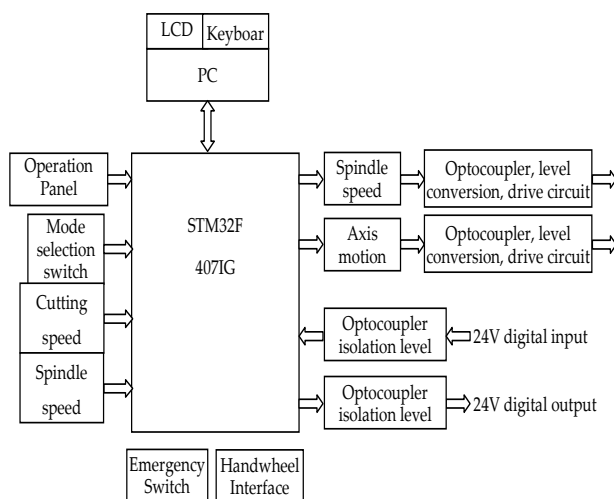 LCD
Keyboar
PC
Operation
Panel
Mode
selection
switch
Cutting
speed
Spindle
speed
STM32F
407IG
Spindle
speed
Optocoupler, level
conversion, drive circuit
Axis
motion
Optocoupler, level
conversion, drive circuit
Optocoupler
isolation level
24V digital input
Optocoupler
isolation level
24V digital output
Emergency
Switch
Handwheel
Interface